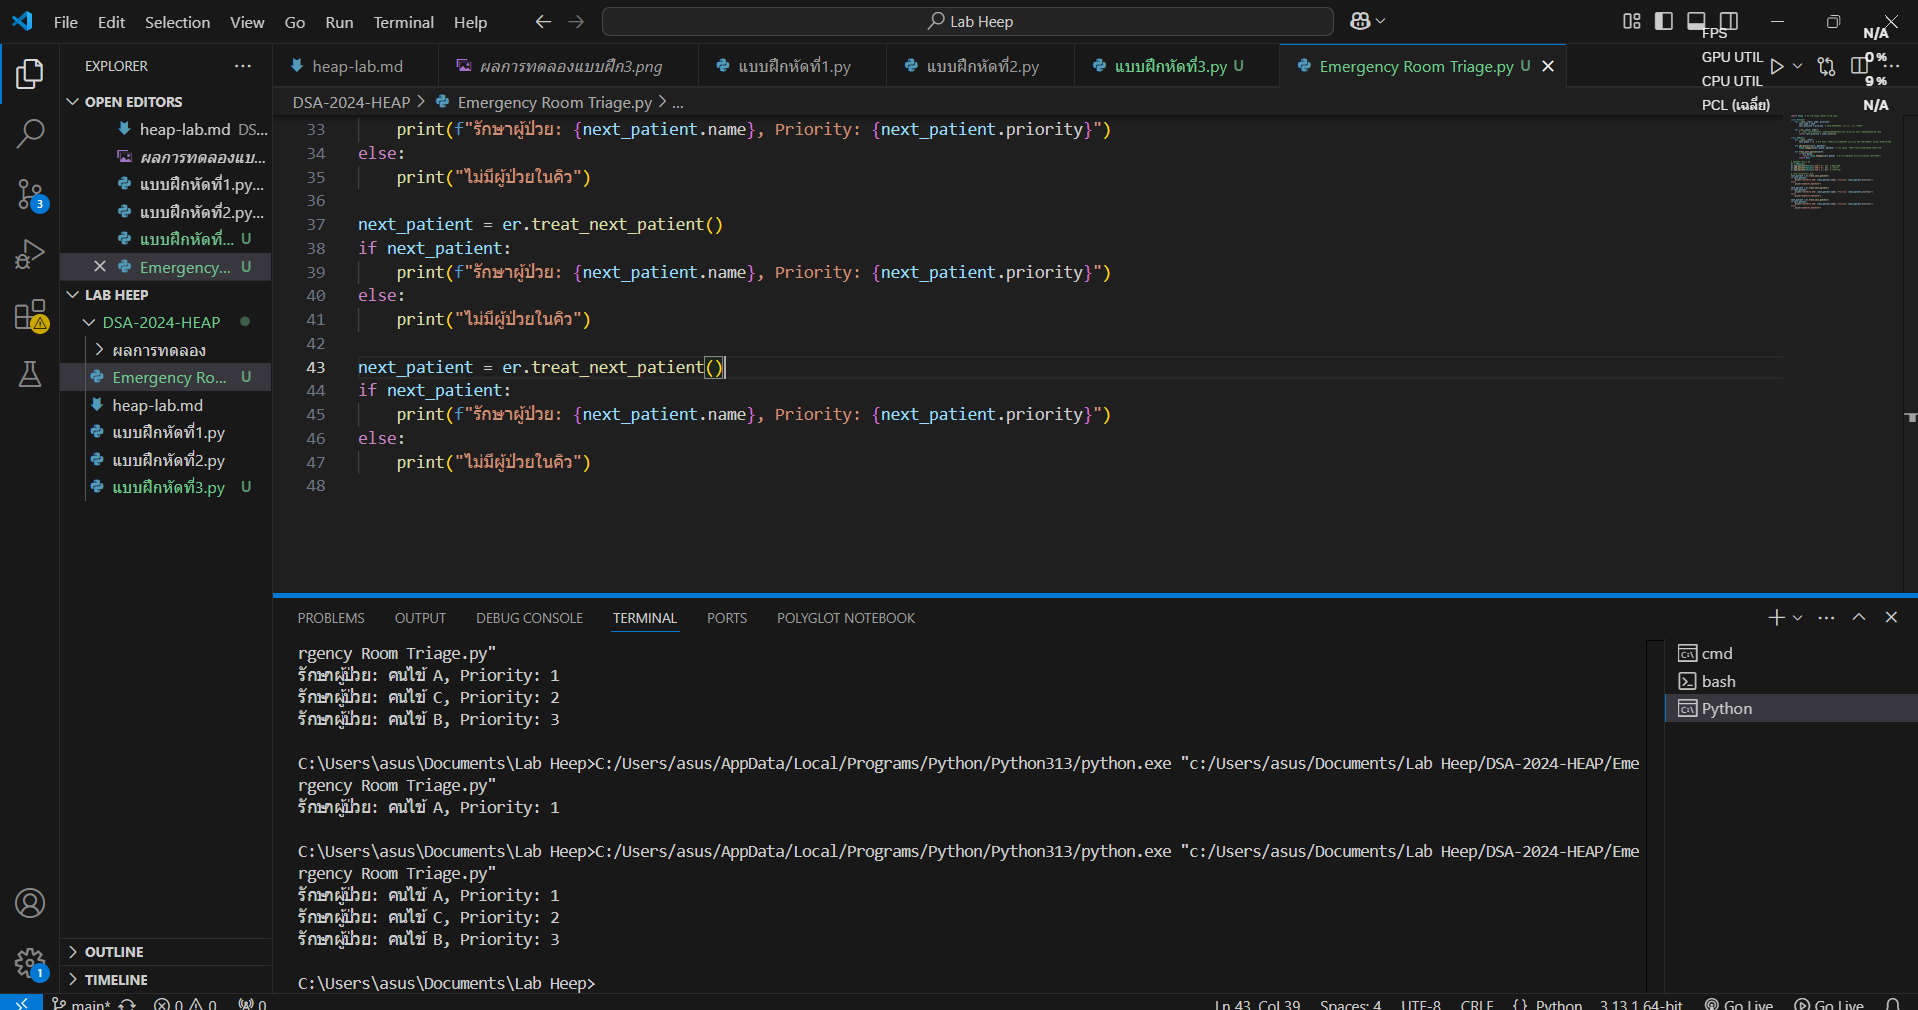 File Edit Selection View Go Run Terminal Help
Lab Heep
FPS N/A
GPU UTIL 0 %
CPU UTIL 9 %
PCL (เฉลี่ย) N/A
EXPLORER
OPEN EDITORS
heap-lab.md DS...
ผลการทดลองแบ...
แบบฝึกหัดที่1.py...
แบบฝึกหัดที่2.py...
แบบฝึกหัดที่... U
Emergency... U
LAB HEEP
DSA-2024-HEAP
ผลการทดลอง
Emergency Ro... U
heap-lab.md
แบบฝึกหัดที่1.py
แบบฝึกหัดที่2.py
แบบฝึกหัดที่3.py U
OUTLINE
TIMELINE
3
1
heap-lab.md ผลการทดลองแบบฝึก3.png แบบฝึกหัดที่1.py แบบฝึกหัดที่2.py แบบฝึกหัดที่3.py U Emergency Room Triage.py U
DSA-2024-HEAP > Emergency Room Triage.py > ...
33 print(f"รักษาผู้ป่วย: {next_patient.name}, Priority: {next_patient.priority}")
34 else:
35 print("ไม่มีผู้ป่วยในคิว")
36
37 next_patient = er.treat_next_patient()
38 if next_patient:
39 print(f"รักษาผู้ป่วย: {next_patient.name}, Priority: {next_patient.priority}")
40 else:
41 print("ไม่มีผู้ป่วยในคิว")
42
43 next_patient = er.treat_next_patient()
44 if next_patient:
45 print(f"รักษาผู้ป่วย: {next_patient.name}, Priority: {next_patient.priority}")
46 else:
47 print("ไม่มีผู้ป่วยในคิว")
48
PROBLEMS OUTPUT DEBUG CONSOLE TERMINAL PORTS POLYGLOT NOTEBOOK
rgency Room Triage.py"
รักษาผู้ป่วย: คนไข้ A, Priority: 1
รักษาผู้ป่วย: คนไข้ C, Priority: 2
รักษาผู้ป่วย: คนไข้ B, Priority: 3
C:\Users\asus\Documents\Lab Heep>C:/Users/asus/AppData/Local/Programs/Python/Python313/python.exe "c:/Users/asus/Documents/Lab Heep/DSA-2024-HEAP/Eme
rgency Room Triage.py"
รักษาผู้ป่วย: คนไข้ A, Priority: 1
C:\Users\asus\Documents\Lab Heep>C:/Users/asus/AppData/Local/Programs/Python/Python313/python.exe "c:/Users/asus/Documents/Lab Heep/DSA-2024-HEAP/Eme
rgency Room Triage.py"
รักษาผู้ป่วย: คนไข้ A, Priority: 1
รักษาผู้ป่วย: คนไข้ C, Priority: 2
รักษาผู้ป่วย: คนไข้ B, Priority: 3
C:\Users\asus\Documents\Lab Heep>
cmd
bash
Python
main* 0 0 0 Ln 43, Col 39 Spaces: 4 UTF-8 CRLF {} Python 3.13.1 64-bit Go Live Go Live